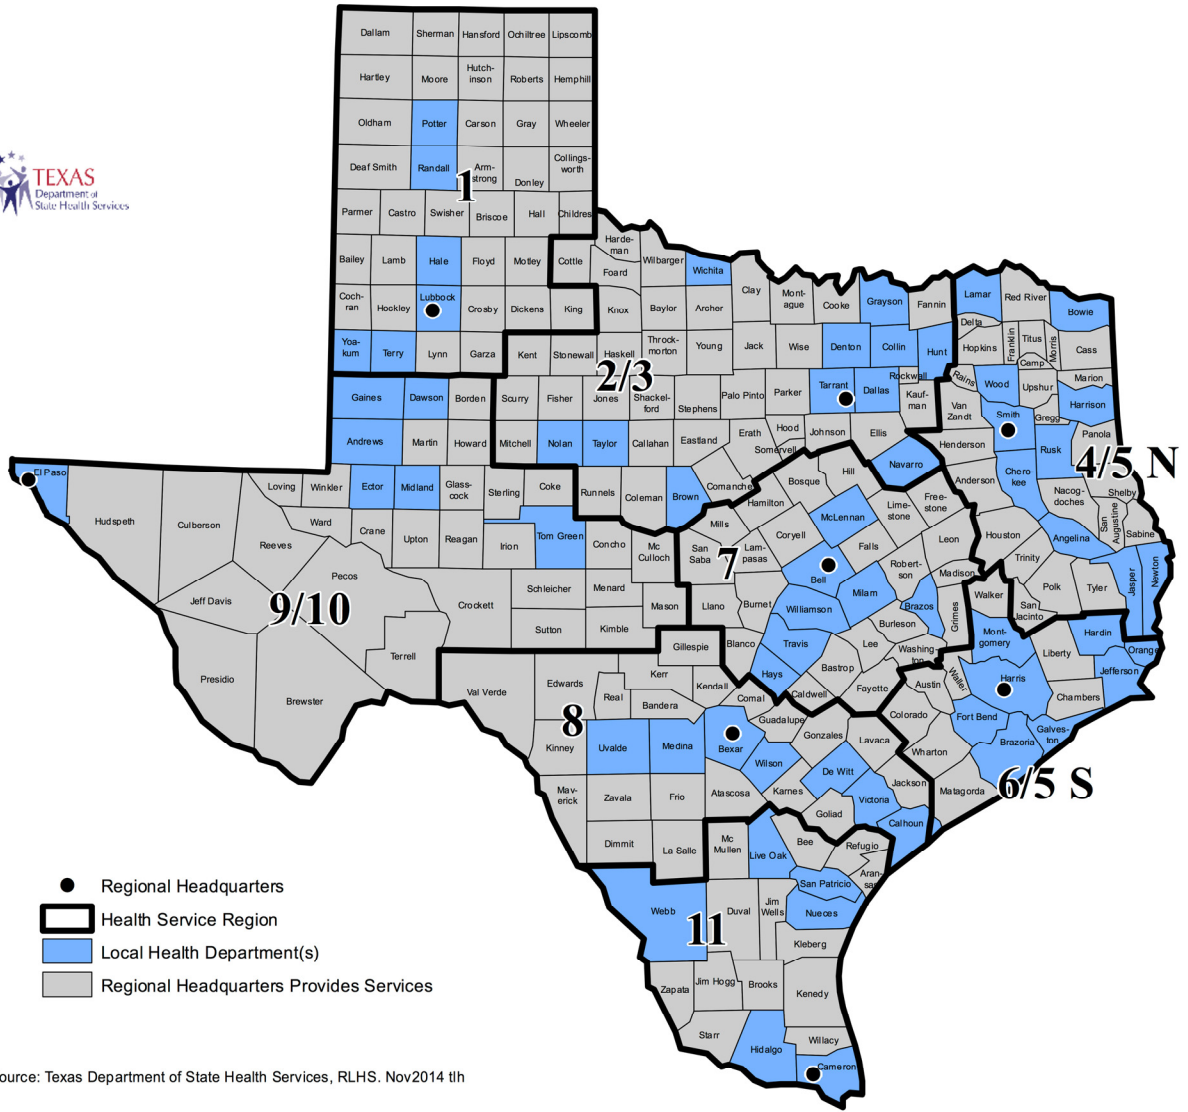 TEXAS
Department of
State Health Services
Dallam Sherman Hansford Ochiltree Lipscomb
Hartley Moore Hutch-
inson Roberts Hemphill
Oldham Potter Carson Gray Wheeler
Deaf Smith Randall Arm-
strong Donley Collings-
worth
1
Parmer Castro Swisher Briscoe Hall Childres
Bailey Lamb Hale Floyd Motley Cottle Harde-
man Foard Wilbarger Wichita
Coch-
ran Hockley Lubbock Crosby Dickens King Knox Baylor Archer Clay Mont-
ague Cooke Grayson Fannin Lamar Red River Bowie
Yoa-
kum Terry Lynn Garza Kent Stonewall Haskell Throck-
morton Young Jack Wise Denton Collin Hunt Delta Hopkins Franklin Titus Morris Camp Cass
2/3
Gaines Dawson Borden Scurry Fisher Jones Shackel-
ford Stephens Palo Pinto Parker Tarrant Dallas Rockwall Kauf-
man Rains Wood Upshur Marion Harrison
Van
Zandt Smith Gregg
Andrews Martin Howard Mitchell Nolan Taylor Callahan Eastland Erath Hood Somervell Johnson Ellis Henderson Rusk Panola
4/5 N
El Paso Hudspeth Culberson Loving Winkler Ector Midland Glass-
cock Sterling Coke Runnels Coleman Brown Comanche Hamilton Bosque Hill Navarro Anderson Chero
kee Nacog-
doches Shelby
Ward Crane Upton Reagan Irion Tom Green Concho Mc
Culloch San
Saba Mills Lam-
pasas Coryell McLennan Lime-
stone Free-
stone Falls Leon Houston Angelina San
Augustine Sabine
7
Reeves Pecos Jeff Davis Crockett Schleicher Menard Mason Llano Burnet Bell Milam Robert-
son Madison Brazos Grimes Walker Trinity Polk Tyler Jasper Newton
9/10
Presidio Brewster Terrell Sutton Kimble Gillespie Blanco Williamson Travis Hays Burleson Lee Washing-
ton Bastrop Fayette Caldwell San
Jacinto Mont-
gomery Liberty Hardin Orange Jefferson
Val Verde Edwards Real Kerr Kendall Bandera Comal Guadalupe Gonzales Lavaca Colorado Austin Waller Harris Chambers Fort Bend Galves-
ton Brazoria
8
Kinney Uvalde Medina Bexar Wilson De Witt Karnes Wharton Jackson Matagorda
6/5 S
Mav-
erick Zavala Frio Atascosa Goliad Victoria Calhoun
Dimmit La Salle Mc
Mullen Live Oak Bee Refugio Aran-
sas San Patricio
Webb Duval Jim
Wells Nueces Kleberg
11
Zapata Jim Hogg Brooks Kenedy
Starr Hidalgo Willacy Cameron
Regional Headquarters
Health Service Region
Local Health Department(s)
Regional Headquarters Provides Services
ource: Texas Department of State Health Services, RLHS. Nov2014 tlh